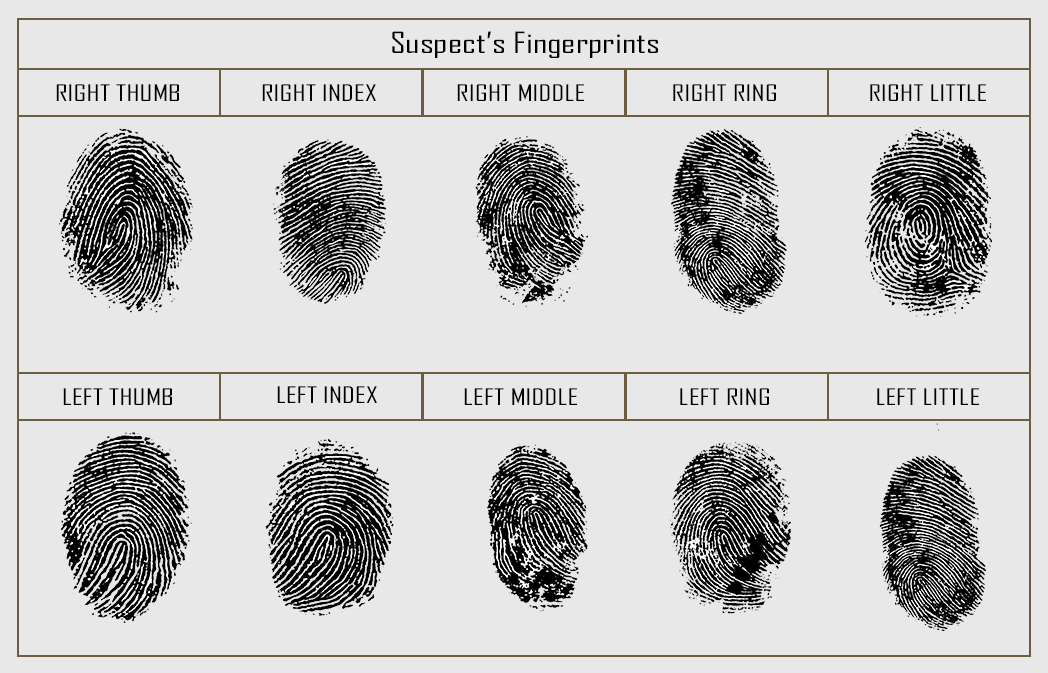 Suspect's Fingerprints
RIGHT THUMB
RIGHT INDEX
RIGHT MIDDLE
RIGHT RING
RIGHT LITTLE
LEFT THUMB
LEFT INDEX
LEFT MIDDLE
LEFT RING
LEFT LITTLE